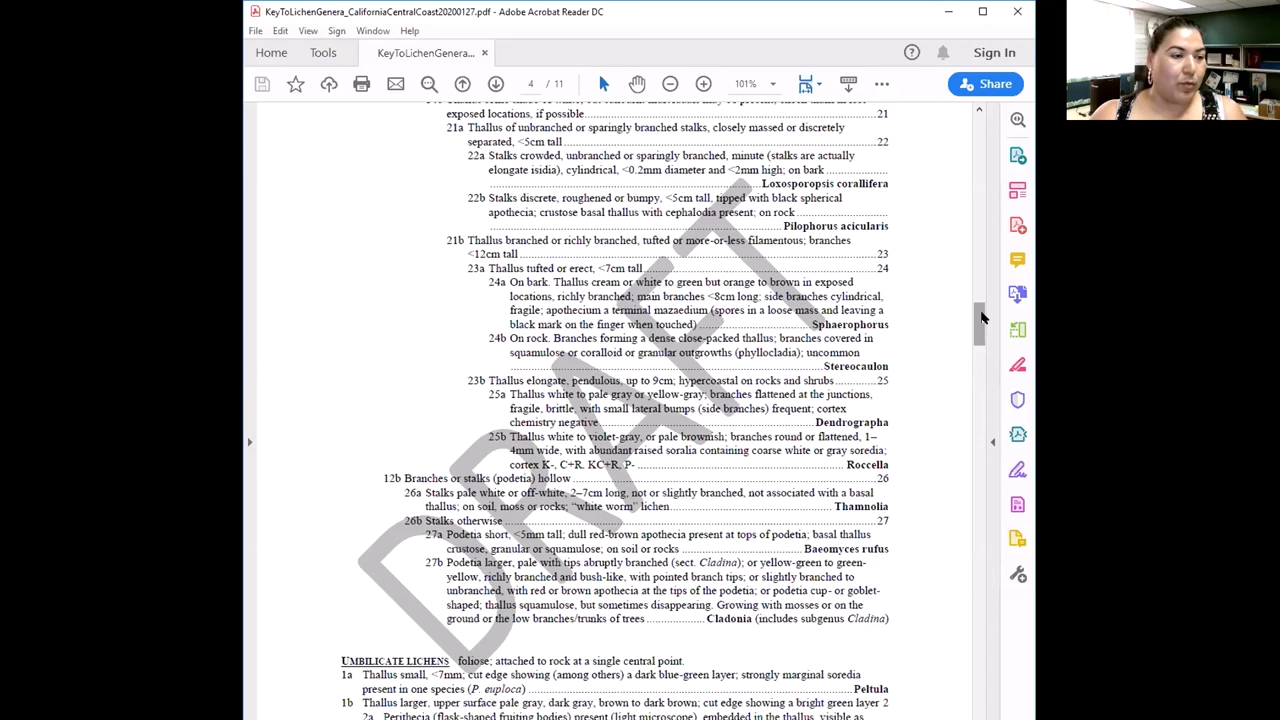 KeyToLichenGenera_CaliforniaCentralCoast20200127.pdf - Adobe Acrobat Reader DC
File Edit View Sign Window Help
Home Tools KeyToLichenGenera... × Sign In
4 / 11 101% Share
exposed locations, if possible 21
21a Thallus of unbranched or sparingly branched stalks, closely massed or discretely
separated, <5cm tall 22
22a Stalks crowded, unbranched or sparingly branched, minute (stalks are actually
elongate isidia), cylindrical, <0.2mm diameter and <2mm high; on bark
Loxosporopsis corallifera
22b Stalks discrete, roughened or bumpy, <5cm tall, tipped with black spherical
apothecia; crustose basal thallus with cephalodia present; on rock
Pilophorus acicularis
21b Thallus branched or richly branched, tufted or more-or-less filamentous; branches
<12cm tall 23
23a Thallus tufted or erect, <7cm tall 24
24a On bark. Thallus cream or white to green but orange to brown in exposed
locations, richly branched; main branches <8cm long; side branches cylindrical,
fragile; apothecium a terminal mazaedium (spores in a loose mass and leaving a
black mark on the finger when touched) Sphaerophorus
24b On rock. Branches forming a dense close-packed thallus; branches covered in
squamulose or coralloid or granular outgrowths (phyllocladia); uncommon
Stereocaulon
23b Thallus elongate, pendulous, up to 9cm; hypercoastal on rocks and shrubs 25
25a Thallus white to pale gray or yellow-gray; branches flattened at the junctions,
fragile, brittle, with small lateral bumps (side branches) frequent; cortex
chemistry negative Dendrographa
25b Thallus white to violet-gray, or pale brownish; branches round or flattened, 1–
4mm wide, with abundant raised soralia containing coarse white or gray soredia;
cortex K-, C+R, KC+R, P- Roccella
12b Branches or stalks (podetia) hollow 26
26a Stalks pale white or off-white, 2–7cm long, not or slightly branched, not associated with a basal
thallus; on soil, moss or rocks; “white worm” lichen Thamnolia
26b Stalks otherwise 27
27a Podetia short, <5mm tall; dull red-brown apothecia present at tops of podetia; basal thallus
crustose, granular or squamulose; on soil or rocks Baeomyces rufus
27b Podetia larger, pale with tips abruptly branched (sect. Cladina); or yellow-green to green-
yellow, richly branched and bush-like, with pointed branch tips; or slightly branched to
unbranched, with red or brown apothecia at the tips of the podetia; or podetia cup- or goblet-
shaped; thallus squamulose, but sometimes disappearing. Growing with mosses or on the
ground or the low branches/trunks of trees Cladonia (includes subgenus Cladina)
UMBILICATE LICHENS foliose; attached to rock at a single central point.
1a Thallus small, <7mm; cut edge showing (among others) a dark blue-green layer; strongly marginal soredia
present in one species (P. euploca) Peltula
1b Thallus larger, upper surface pale gray, dark gray, brown to dark brown; cut edge showing a bright green layer 2
2a Perithecia (flask-shaped fruiting bodies) present (light microscope), embedded in the thallus, visible as
DRAFT